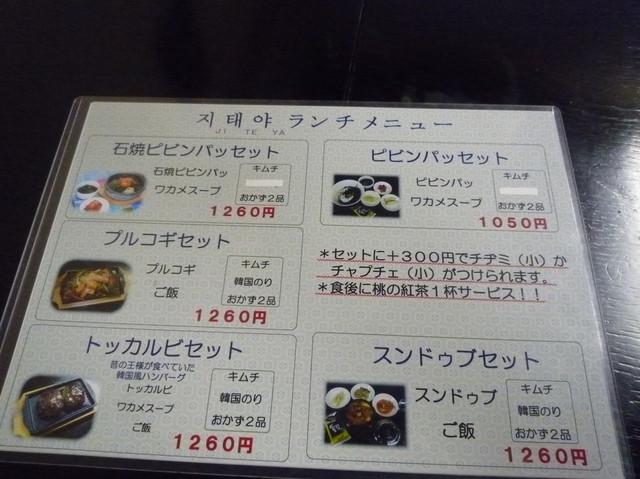 지태야 ランチメニュー
JI TE YA
石焼ピビンパッセット
石焼ピビンパッ
ワカメスープ
キムチ
おかず2品
1260円
ピビンパッセット
ピビンパッ
ワカメスープ
キムチ
おかず2品
1050円
プルコギセット
プルコギ
ご飯
キムチ
韓国のり
おかず2品
1260円
*セットに+300円でチヂミ(小)か
チャプチェ(小)がつけられます。
*食後に桃の紅茶1杯サービス!!
トッカルビセット
昔の王様が食べていた
韓国風ハンバーグ
トッカルビ
ワカメスープ
ご飯
キムチ
韓国のり
おかず2品
1260円
スンドゥブセット
スンドゥブ
ご飯
キムチ
韓国のり
おかず2品
1260円